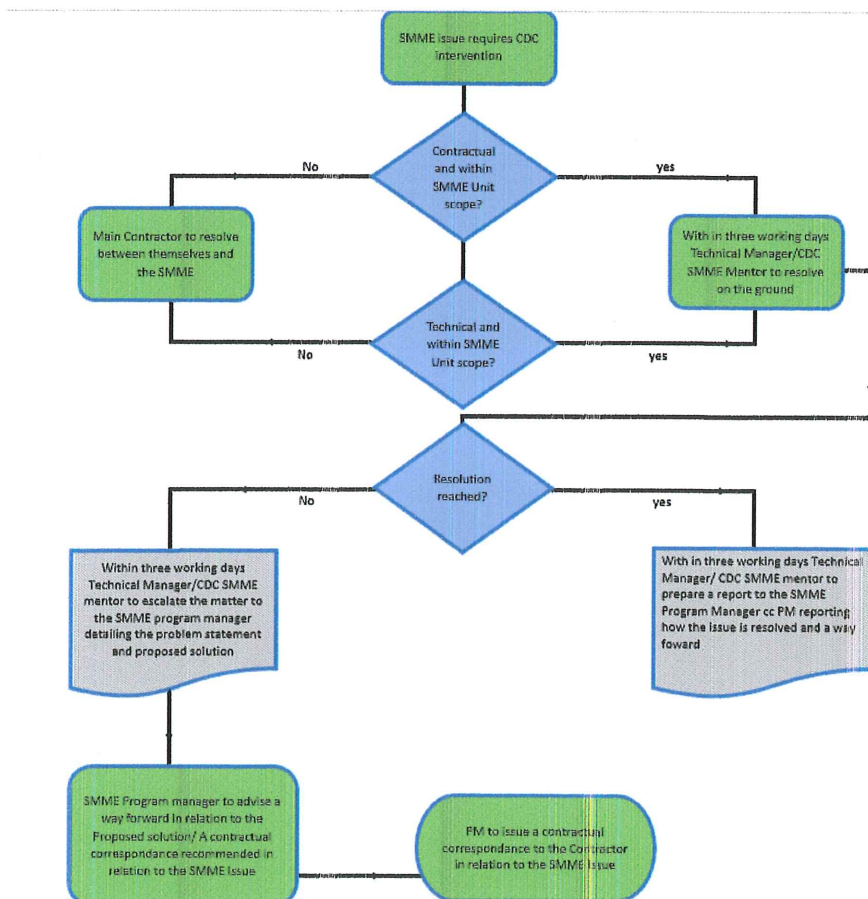 SMME issue requires CDC
intervention
Contractual
and within
SMME Unit
scope?
No
yes
Main Contractor to resolve
between themselves and
the SMME
With in three working days
Technical Manager/CDC
SMME Mentor to resolve
on the ground
Technical and
within SMME
Unit scope?
No
yes
Resolution
reached?
No
yes
Within three working days
Technical Manager/CDC SMME
mentor to escalate the matter to
the SMME program manager
detailing the problem statement
and proposed solution
With in three working days Technical
Manager/ CDC SMME mentor to
prepare a report to the SMME
Program Manager cc PM reporting
how the issue is resolved and a way
foward
SMME Program manager to advise a
way forward in relation to the
Proposed solution/ A contractual
correspondance recommended in
relation to the SMME Issue
PM to issue a contractual
correspondance to the Contractor
in relation to the SMME Issue